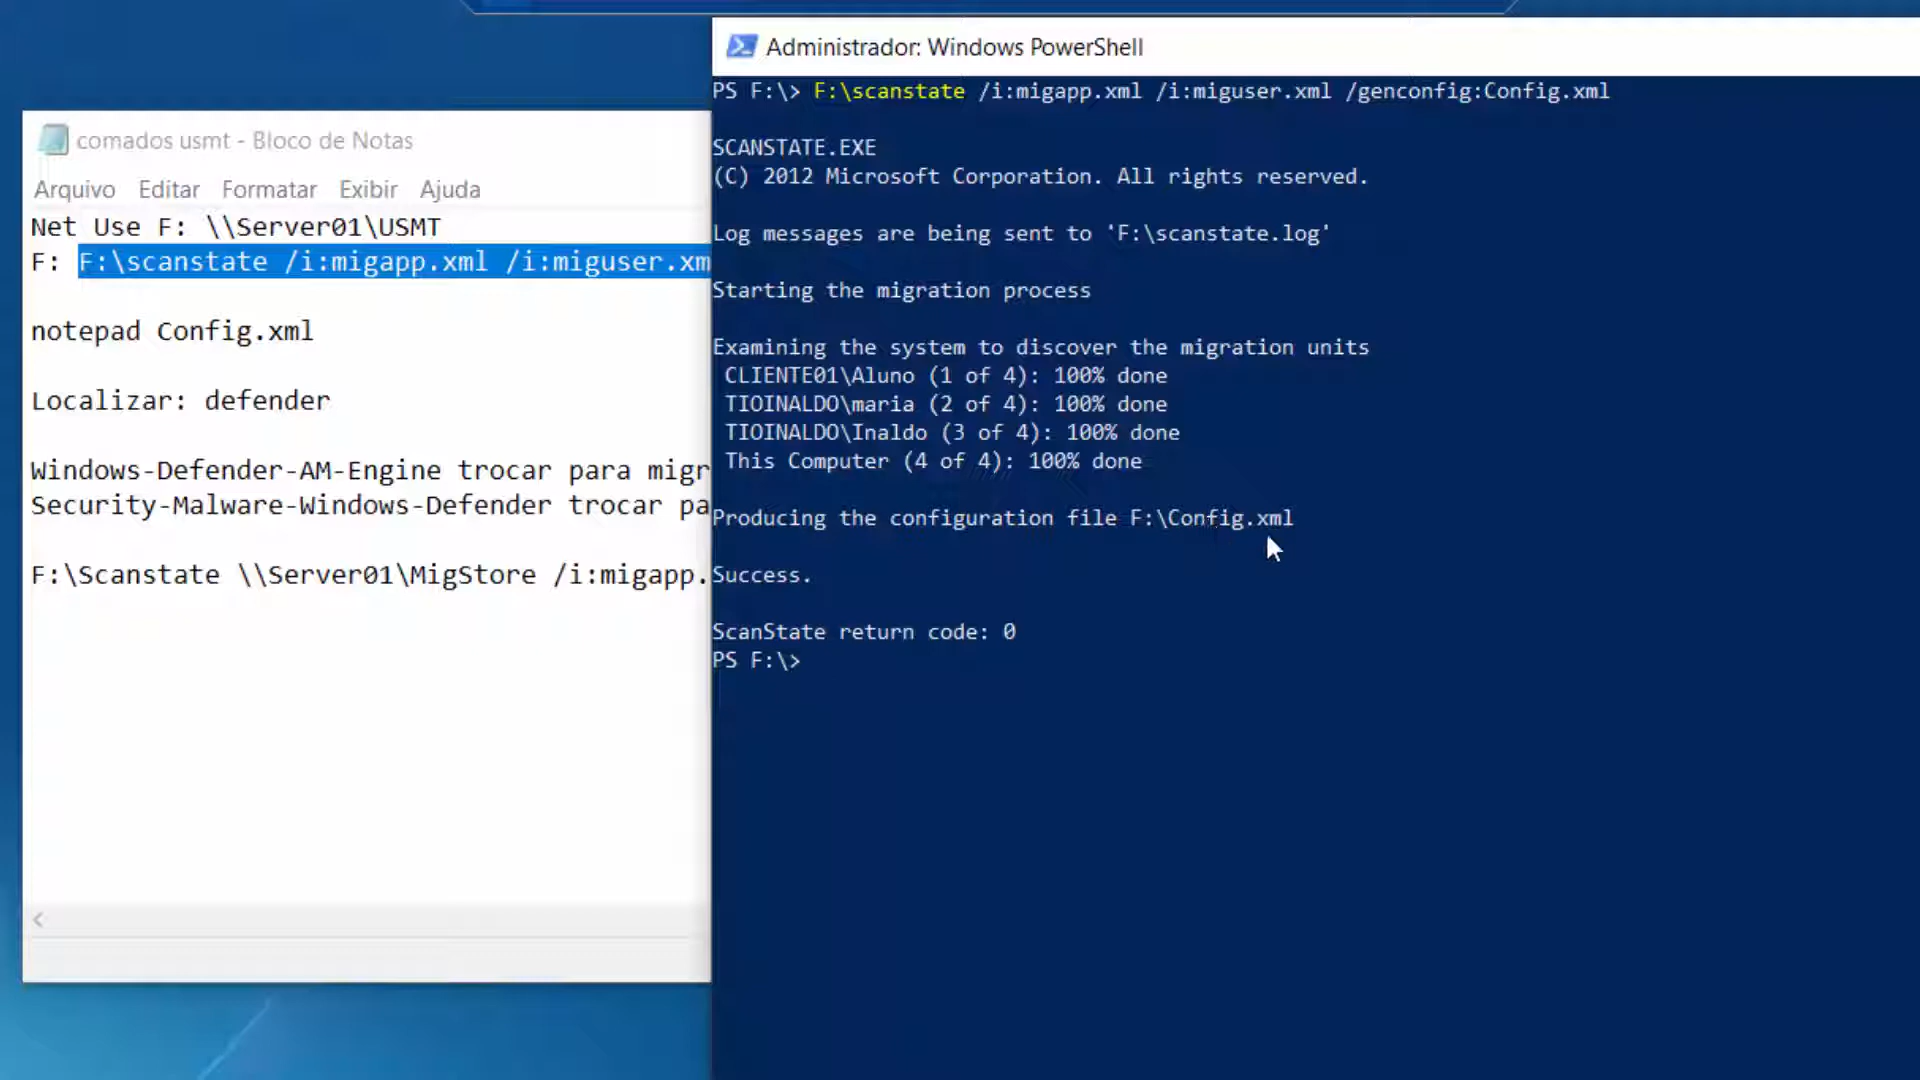 comados usmt - Bloco de Notas
Arquivo Editar Formatar Exibir Ajuda
Net Use F: \\Server01\USMT
F: F:\scanstate /i:migapp.xml /i:miguser.xm
notepad Config.xml
Localizar: defender
Windows-Defender-AM-Engine trocar para migr
Security-Malware-Windows-Defender trocar pa
F:\Scanstate \\Server01\MigStore /i:migapp.
Administrador: Windows PowerShell
PS F:\> F:\scanstate /i:migapp.xml /i:miguser.xml /genconfig:Config.xml
SCANSTATE.EXE
(C) 2012 Microsoft Corporation. All rights reserved.
Log messages are being sent to 'F:\scanstate.log'
Starting the migration process
Examining the system to discover the migration units
CLIENTE01\Aluno (1 of 4): 100% done
TIOINALDO\maria (2 of 4): 100% done
TIOINALDO\Inaldo (3 of 4): 100% done
This Computer (4 of 4): 100% done
Producing the configuration file F:\Config.xml
Success.
ScanState return code: 0
PS F:\>